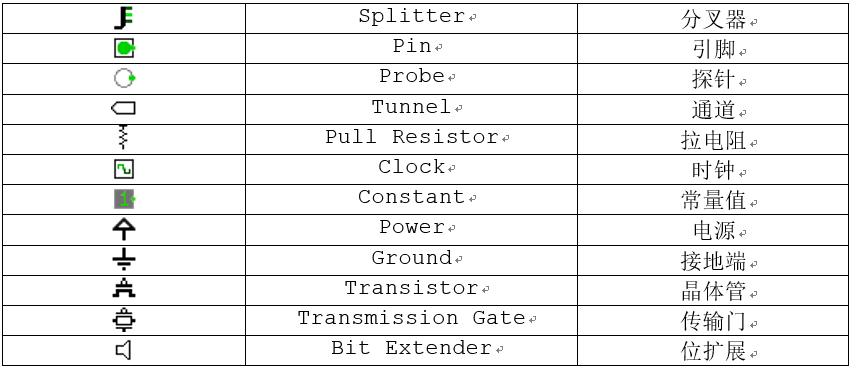 Splitter 分叉器
Pin 引脚
Probe 探针
Tunnel 通道
Pull Resistor 拉电阻
Clock 时钟
1 Constant 常量值
Power 电源
Ground 接地端
Transistor 晶体管
Transmission Gate 传输门
Bit Extender 位扩展